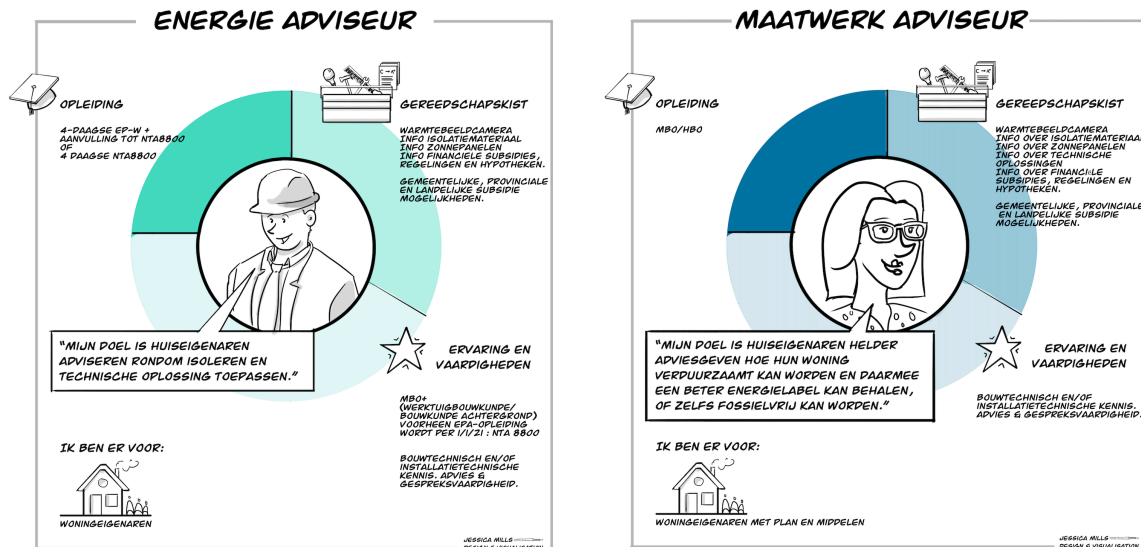 ENERGIE ADVISEUR
OPLEIDING
4-DAAGSE EP-W +
AANVULLING TOT NTA8800
OF
4 DAAGSE NTA8800
GEREEDSCHAPSKIST
WARMTEBEELDCAMERA
INFO ISOLATIEMATERIAAL
INFO ZONNEPANELEN
INFO FINANCIELE SUBSIDIES,
REGELINGEN EN HYPOTHEKEN.
GEMEENTELIJKE, PROVINCIALE
EN LANDELIJKE SUBSIDIE
MOGELIJKHEDEN.
"MIJN DOEL IS HUISEIGENAREN
ADVISEREN RONDOM ISOLEREN EN
TECHNISCHE OPLOSSING TOEPASSEN."
ERVARING EN
VAARDIGHEDEN
MBO+
(WERKTUIGBOUWKUNDE/
BOUWKUNDE ACHTERGROND)
VOORHEEN EPA-OPLEIDING
WORDT PER 1/1/21 : NTA 8800
BOUWTECHNISCH EN/OF
INSTALLATIETECHNISCHE
KENNIS. ADVIES &
GESPREKSVAARDIGHEID.
IK BEN ER VOOR:
WONINGEIGENAREN
JESSICA MILLS
DESIGN & VISUALISATION
MAATWERK ADVISEUR
OPLEIDING
MBO/HBO
GEREEDSCHAPSKIST
WARMTEBEELDCAMERA
INFO OVER ISOLATIEMATERIAAL
INFO OVER ZONNEPANELEN
INFO OVER TECHNISCHE
OPLOSSINGEN
INFO OVER FINANCIËLE
SUBSIDIES, REGELINGEN EN
HYPOTHEKEN.
GEMEENTELIJKE, PROVINCIALE
EN LANDELIJKE SUBSIDIE
MOGELIJKHEDEN.
"MIJN DOEL IS HUISEIGENAREN HELDER
ADVIESGEVEN HOE HUN WONING
VERDUURZAAMT KAN WORDEN EN DAARMEE
EEN BETER ENERGIELABEL KAN BEHALEN,
OF ZELFS FOSSIELVRIJ KAN WORDEN."
ERVARING EN
VAARDIGHEDEN
BOUWTECHNISCH EN/OF
INSTALLATIETECHNISCHE KENNIS.
ADVIES & GESPREKSVAARDIGHEID.
IK BEN ER VOOR:
WONINGEIGENAREN MET PLAN EN MIDDELEN
JESSICA MILLS
DESIGN & VISUALISATION